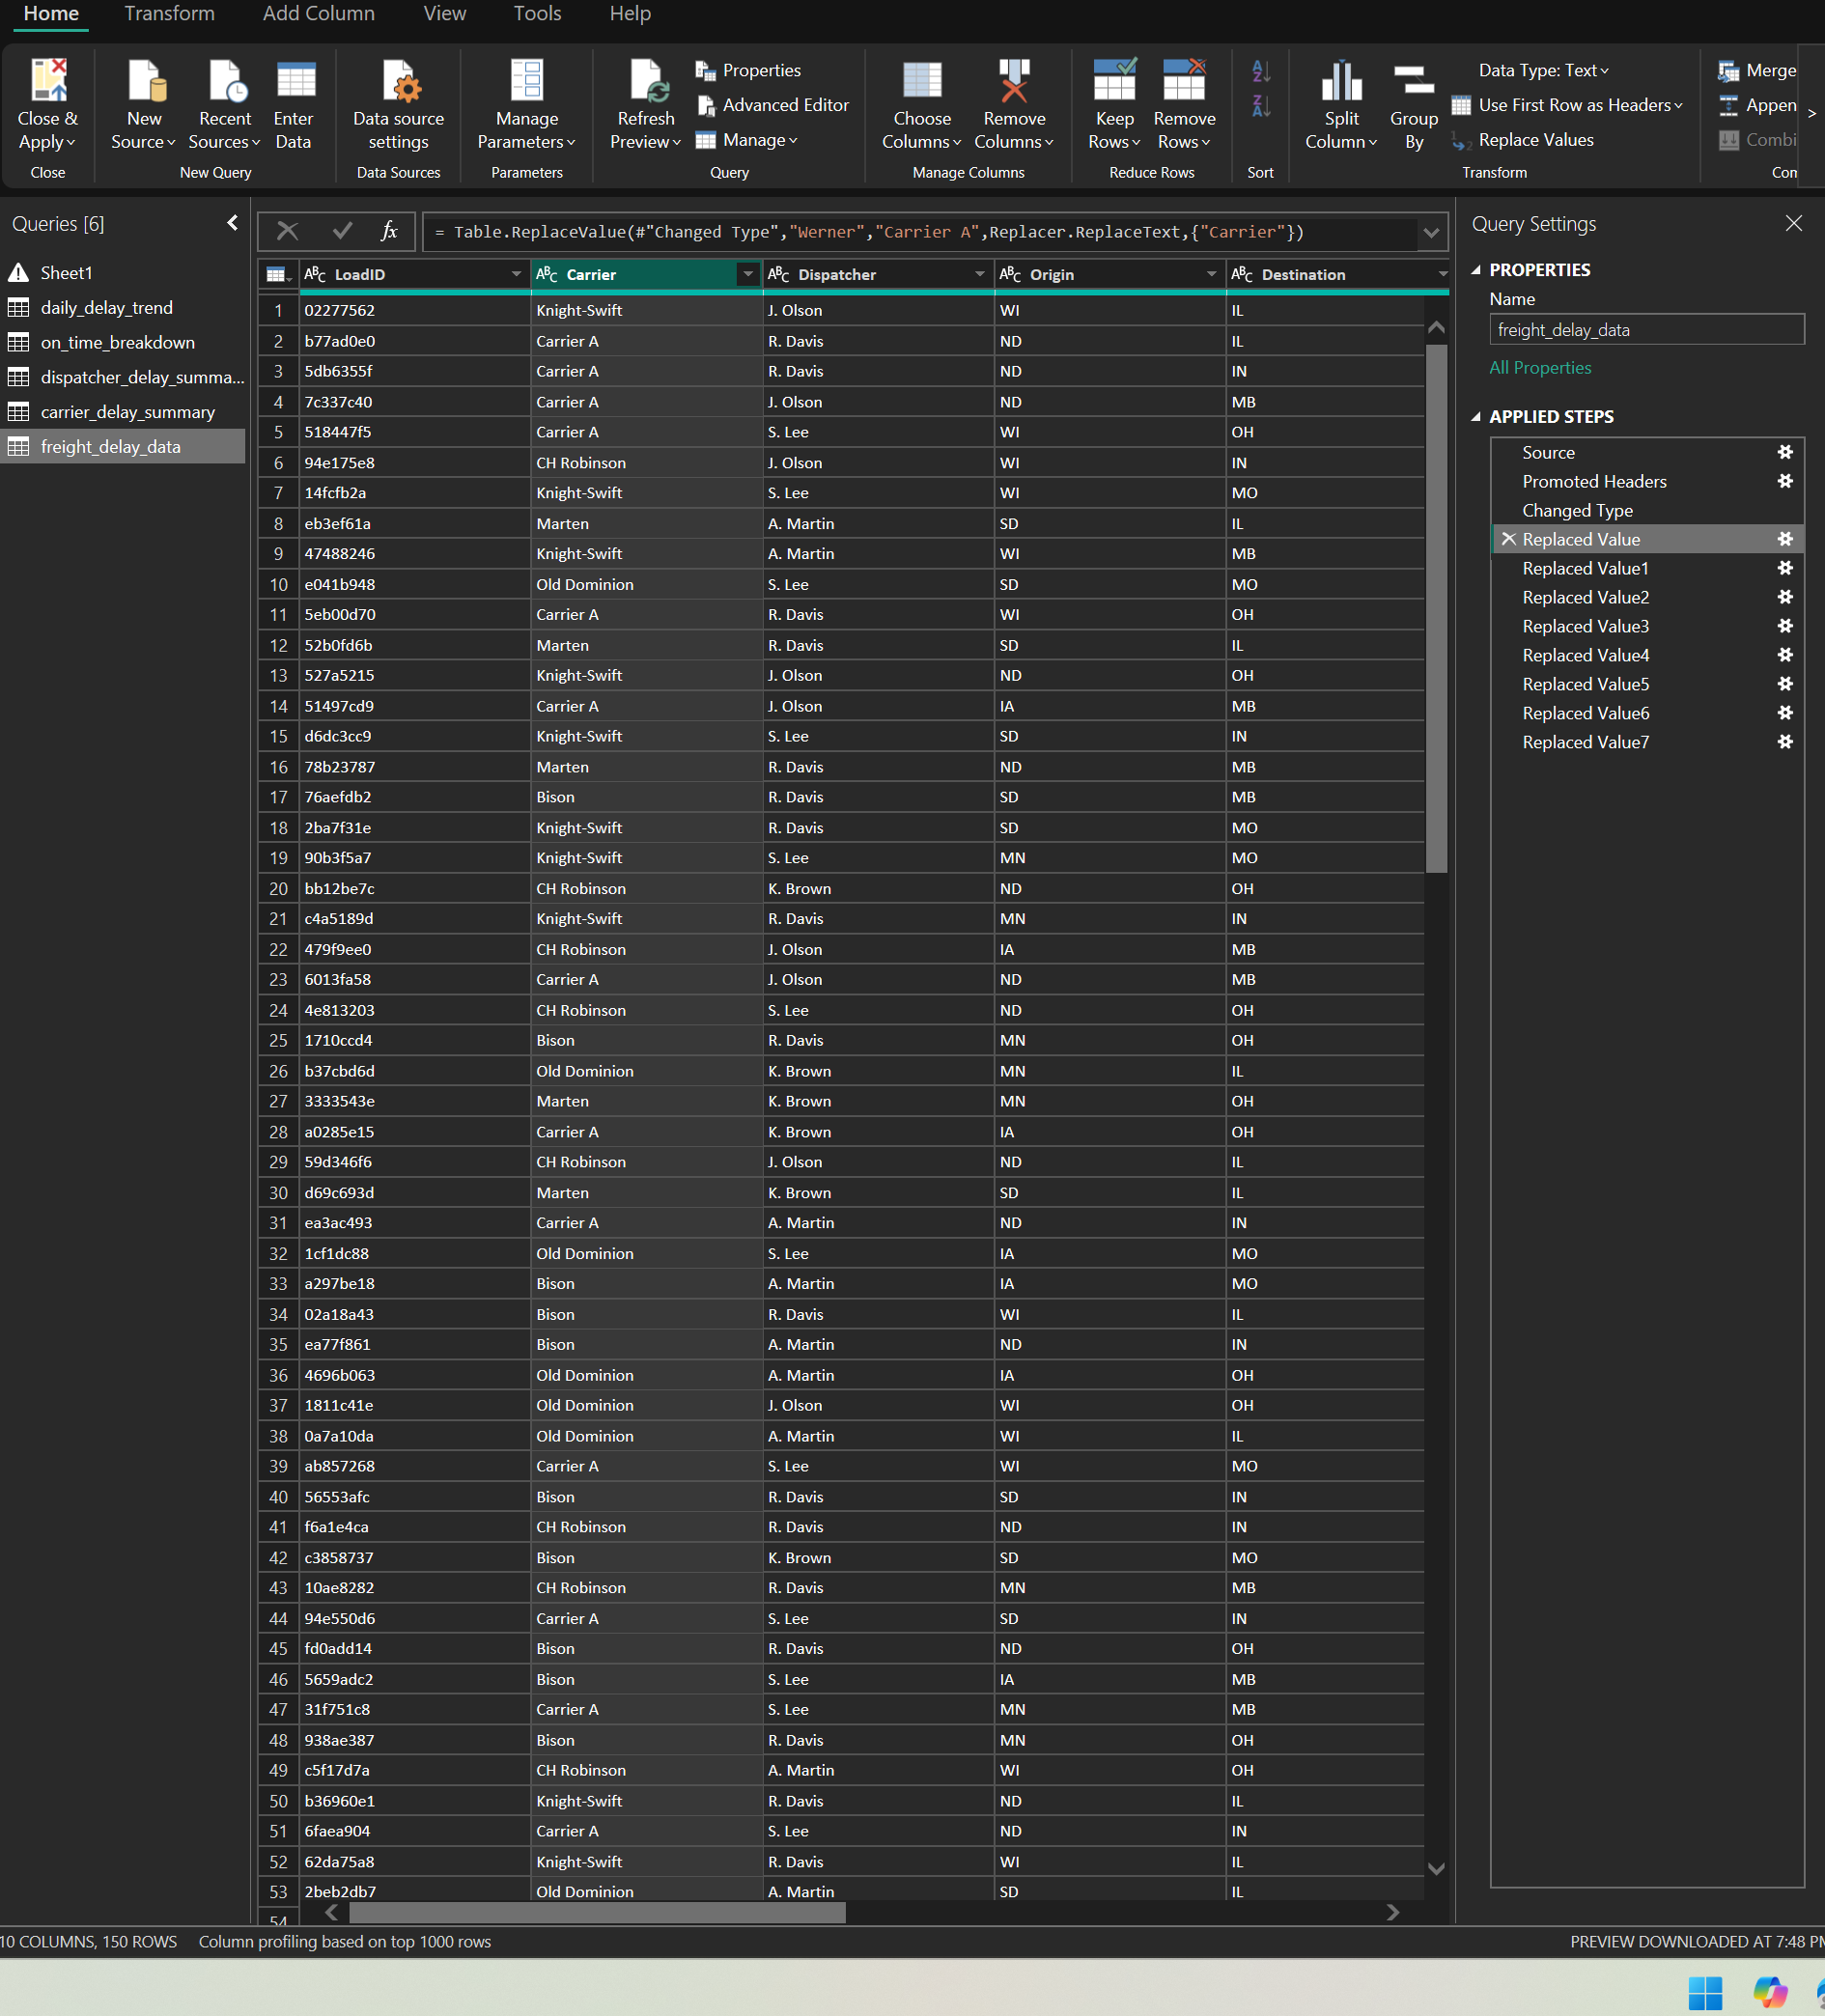 Home Transform Add Column View Tools Help
Close & Apply New Source Recent Sources Enter Data Data source settings Manage Parameters Refresh Preview Properties Advanced Editor Manage Choose Columns Remove Columns Keep Rows Remove Rows Split Column Group By Data Type: Text Use First Row as Headers Replace Values Merge Appen Combi
Close New Query Data Sources Parameters Query Manage Columns Reduce Rows Sort Transform Com
Queries [6]
Sheet1
daily_delay_trend
on_time_breakdown
dispatcher_delay_summa...
carrier_delay_summary
freight_delay_data
fx = Table.ReplaceValue(#"Changed Type","Werner","Carrier A",Replacer.ReplaceText,{"Carrier"})
LoadID Carrier Dispatcher Origin Destination
1 02277562 Knight-Swift J. Olson WI IL
2 b77ad0e0 Carrier A R. Davis ND IL
3 5db6355f Carrier A R. Davis ND IN
4 7c337c40 Carrier A J. Olson ND MB
5 518447f5 Carrier A S. Lee WI OH
6 94e175e8 CH Robinson J. Olson WI IN
7 14fcfb2a Knight-Swift S. Lee WI MO
8 eb3ef61a Marten A. Martin SD IL
9 47488246 Knight-Swift A. Martin WI MB
10 e041b948 Old Dominion S. Lee SD MO
11 5eb00d70 Carrier A R. Davis WI OH
12 52b0fd6b Marten R. Davis SD IL
13 527a5215 Knight-Swift J. Olson ND OH
14 51497cd9 Carrier A J. Olson IA MB
15 d6dc3cc9 Knight-Swift S. Lee SD IN
16 78b23787 Marten R. Davis ND MB
17 76aefdb2 Bison R. Davis SD MB
18 2ba7f31e Knight-Swift R. Davis SD MO
19 90b3f5a7 Knight-Swift S. Lee MN MO
20 bb12be7c CH Robinson K. Brown ND OH
21 c4a5189d Knight-Swift R. Davis MN IN
22 479f9ee0 CH Robinson J. Olson IA MB
23 6013fa58 Carrier A J. Olson ND MB
24 4e813203 CH Robinson S. Lee ND OH
25 1710ccd4 Bison R. Davis MN OH
26 b37cbd6d Old Dominion K. Brown MN IL
27 3333543e Marten K. Brown MN OH
28 a0285e15 Carrier A K. Brown IA OH
29 59d346f6 CH Robinson J. Olson ND IL
30 d69c693d Marten K. Brown SD IL
31 ea3ac493 Carrier A A. Martin ND IN
32 1cf1dc88 Old Dominion S. Lee IA MO
33 a297be18 Bison A. Martin IA MO
34 02a18a43 Bison R. Davis WI IL
35 ea77f861 Bison A. Martin ND IN
36 4696b063 Old Dominion A. Martin IA OH
37 1811c41e Old Dominion J. Olson WI OH
38 0a7a10da Old Dominion A. Martin WI IL
39 ab857268 Carrier A S. Lee WI MO
40 56553afc Bison R. Davis SD IN
41 f6a1e4ca CH Robinson R. Davis ND IN
42 c3858737 Bison K. Brown SD MO
43 10ae8282 CH Robinson R. Davis MN MB
44 94e550d6 Carrier A S. Lee SD IN
45 fd0add14 Bison R. Davis ND OH
46 5659adc2 Bison S. Lee IA MB
47 31f751c8 Carrier A S. Lee MN MB
48 938ae387 Bison R. Davis MN OH
49 c5f17d7a CH Robinson A. Martin WI OH
50 b36960e1 Knight-Swift R. Davis ND IL
51 6faea904 Carrier A S. Lee ND IN
52 62da75a8 Knight-Swift R. Davis WI IL
53 2beb2db7 Old Dominion A. Martin SD IL
54
Query Settings
PROPERTIES
Name
freight_delay_data
All Properties
APPLIED STEPS
Source
Promoted Headers
Changed Type
Replaced Value
Replaced Value1
Replaced Value2
Replaced Value3
Replaced Value4
Replaced Value5
Replaced Value6
Replaced Value7
10 COLUMNS, 150 ROWS Column profiling based on top 1000 rows PREVIEW DOWNLOADED AT 7:48 PM